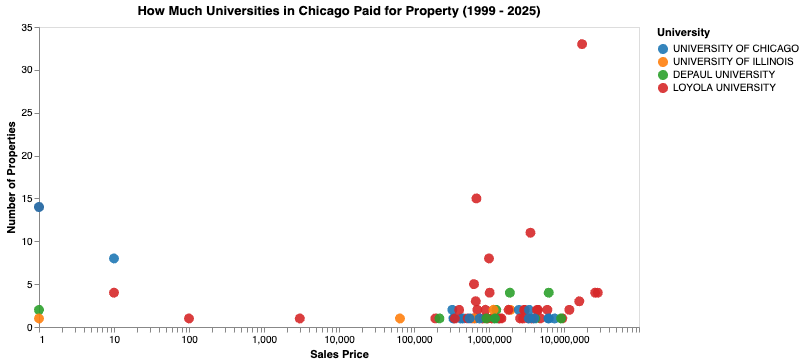 How Much Universities in Chicago Paid for Property (1999 - 2025)
University
UNIVERSITY OF CHICAGO
UNIVERSITY OF ILLINOIS
DEPAUL UNIVERSITY
LOYOLA UNIVERSITY
Number of Properties
35
30
25
20
15
10
5
0
1 10 100 1,000 10,000 100,000 1,000,000 10,000,000
Sales Price